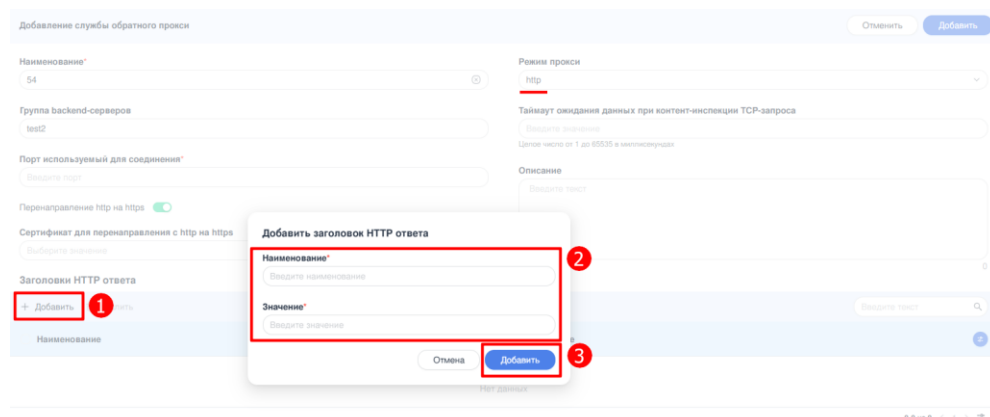 Добавление службы обратного прокси
Отменить
Добавить
Наименование*
54
Режим прокси
http
Группа backend-серверов
test2
Таймаут ожидания данных при контент-инспекции TCP-запроса
Введите значение
Целое число от 1 до 65535 в миллисекундах
Порт используемый для соединения*
Введите порт
Описание
Введите текст
Перенаправление http на https
Сертификат для перенаправления с http на https
Выберите значение
Добавить заголовок HTTP ответа
Наименование*
Введите наименование
2
Значение*
Введите значение
Отмена
Добавить
3
Заголовки HTTP ответа
0
+ Добавить
1
Введите текст
Наименование
Нет данных